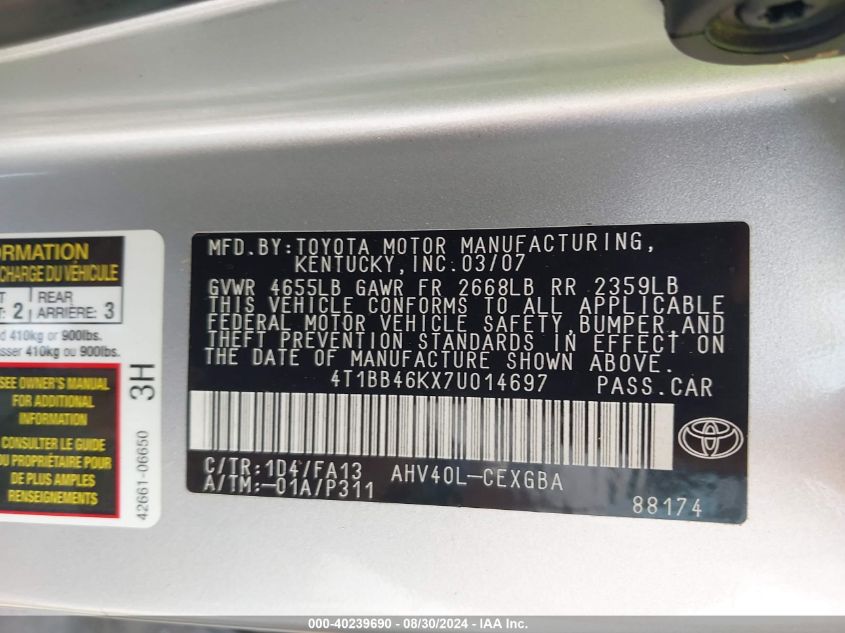 ORMATION
CHARGE DU VÉHICULE
2 REAR
ARRIÈRE: 3
410kg or 900lbs.
sser 410kg ou 900lbs.
SEE OWNER'S MANUAL
FOR ADDITIONAL
INFORMATION
CONSULTER LE GUIDE
DU PROPRIÉTAIRE POUR
DE PLUS AMPLES
RENSEIGNEMENTS
3H
42661-06650
MFD. BY: TOYOTA MOTOR MANUFACTURING,
KENTUCKY, INC. 03/07
GVWR 4655LB GAWR FR 2668LB RR 2359LB
THIS VEHICLE CONFORMS TO ALL APPLICABLE
FEDERAL MOTOR VEHICLE SAFETY, BUMPER, AND
THEFT PREVENTION STANDARDS IN EFFECT ON
THE DATE OF MANUFACTURE SHOWN ABOVE.
4T1BB46KX7U014697 PASS.CAR
C/TR: 1D4/FA13 AHV40L-CEXGBA
A/TM:-01A/P311
88174
000-40239690 - 08/30/2024 - IAA Inc.